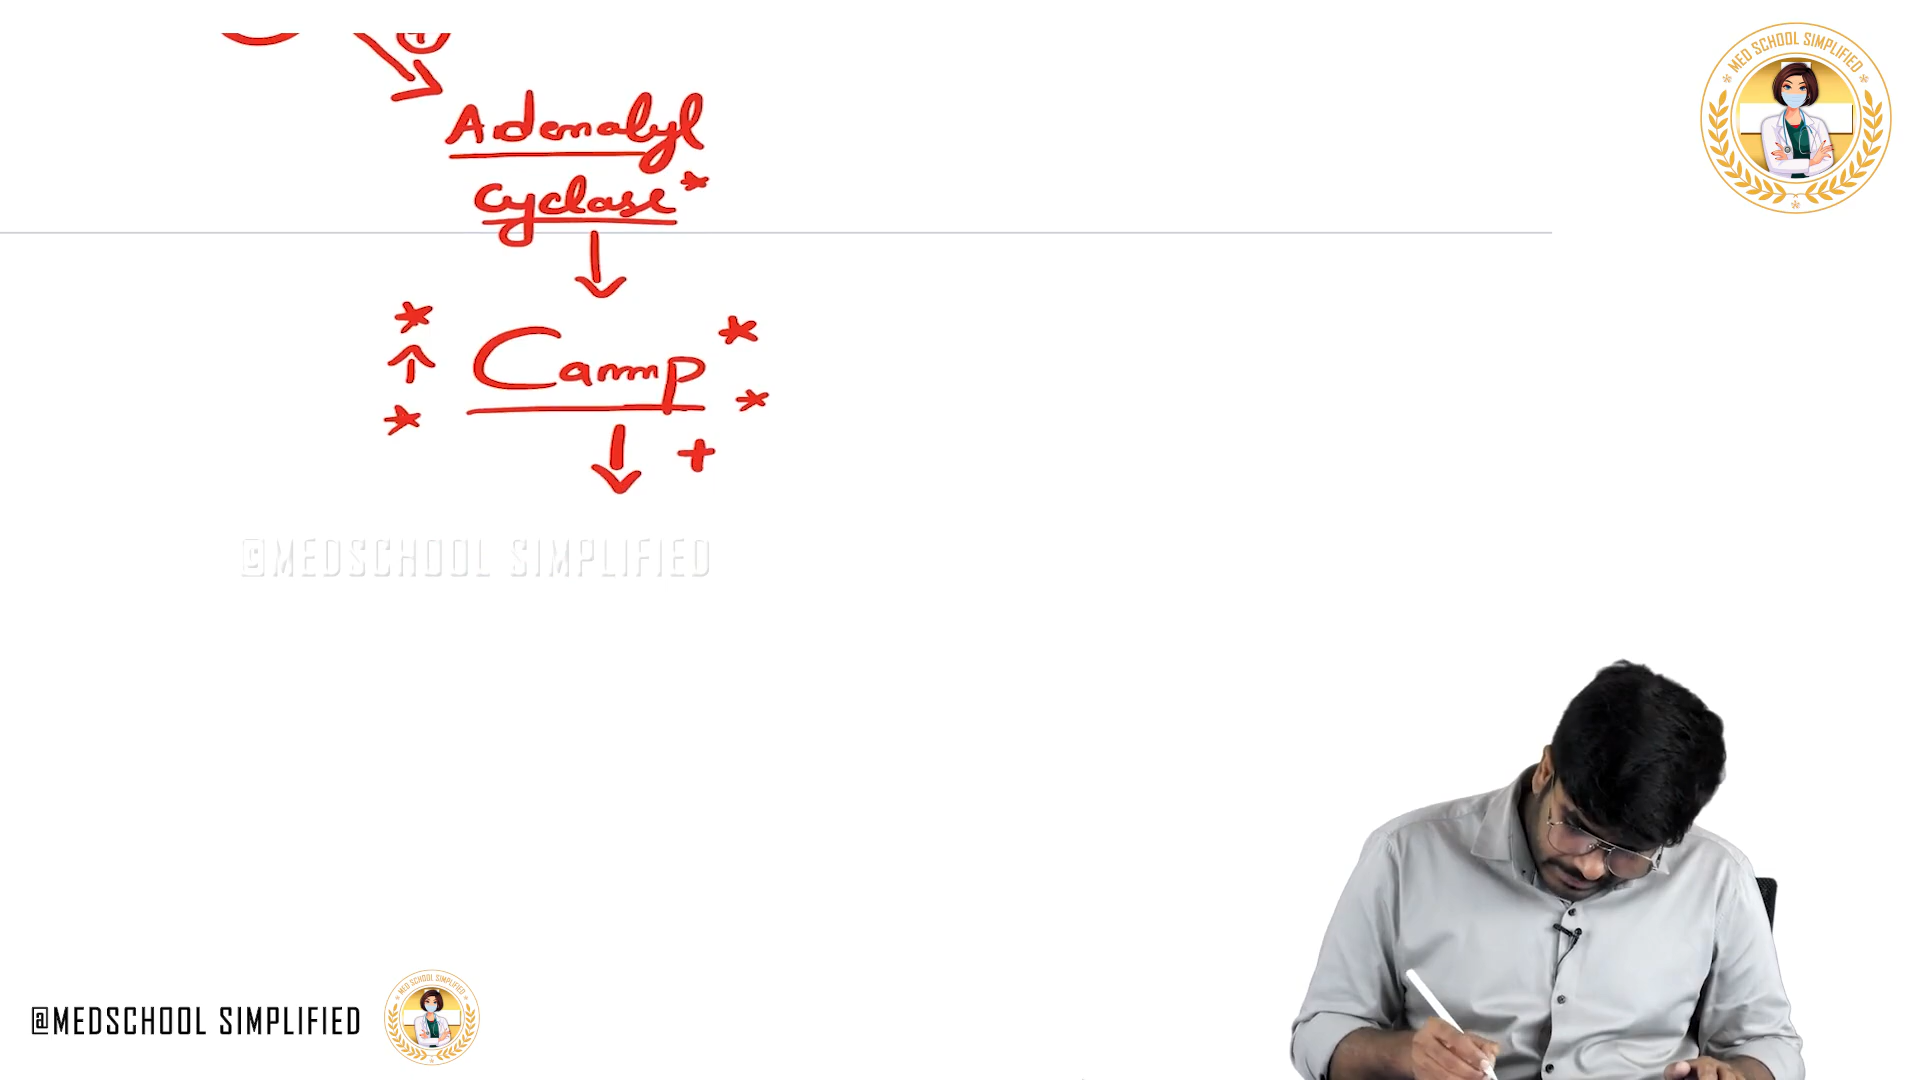 MED SCHOOL SIMPLIFIED
+
Adenalyl
cyclase *
* ↓
↑ Camp *
* *
↓ +
@MEDSCHOOL SIMPLIFIED
MED SCHOOL SIMPLIFIED
@MEDSCHOOL SIMPLIFIED